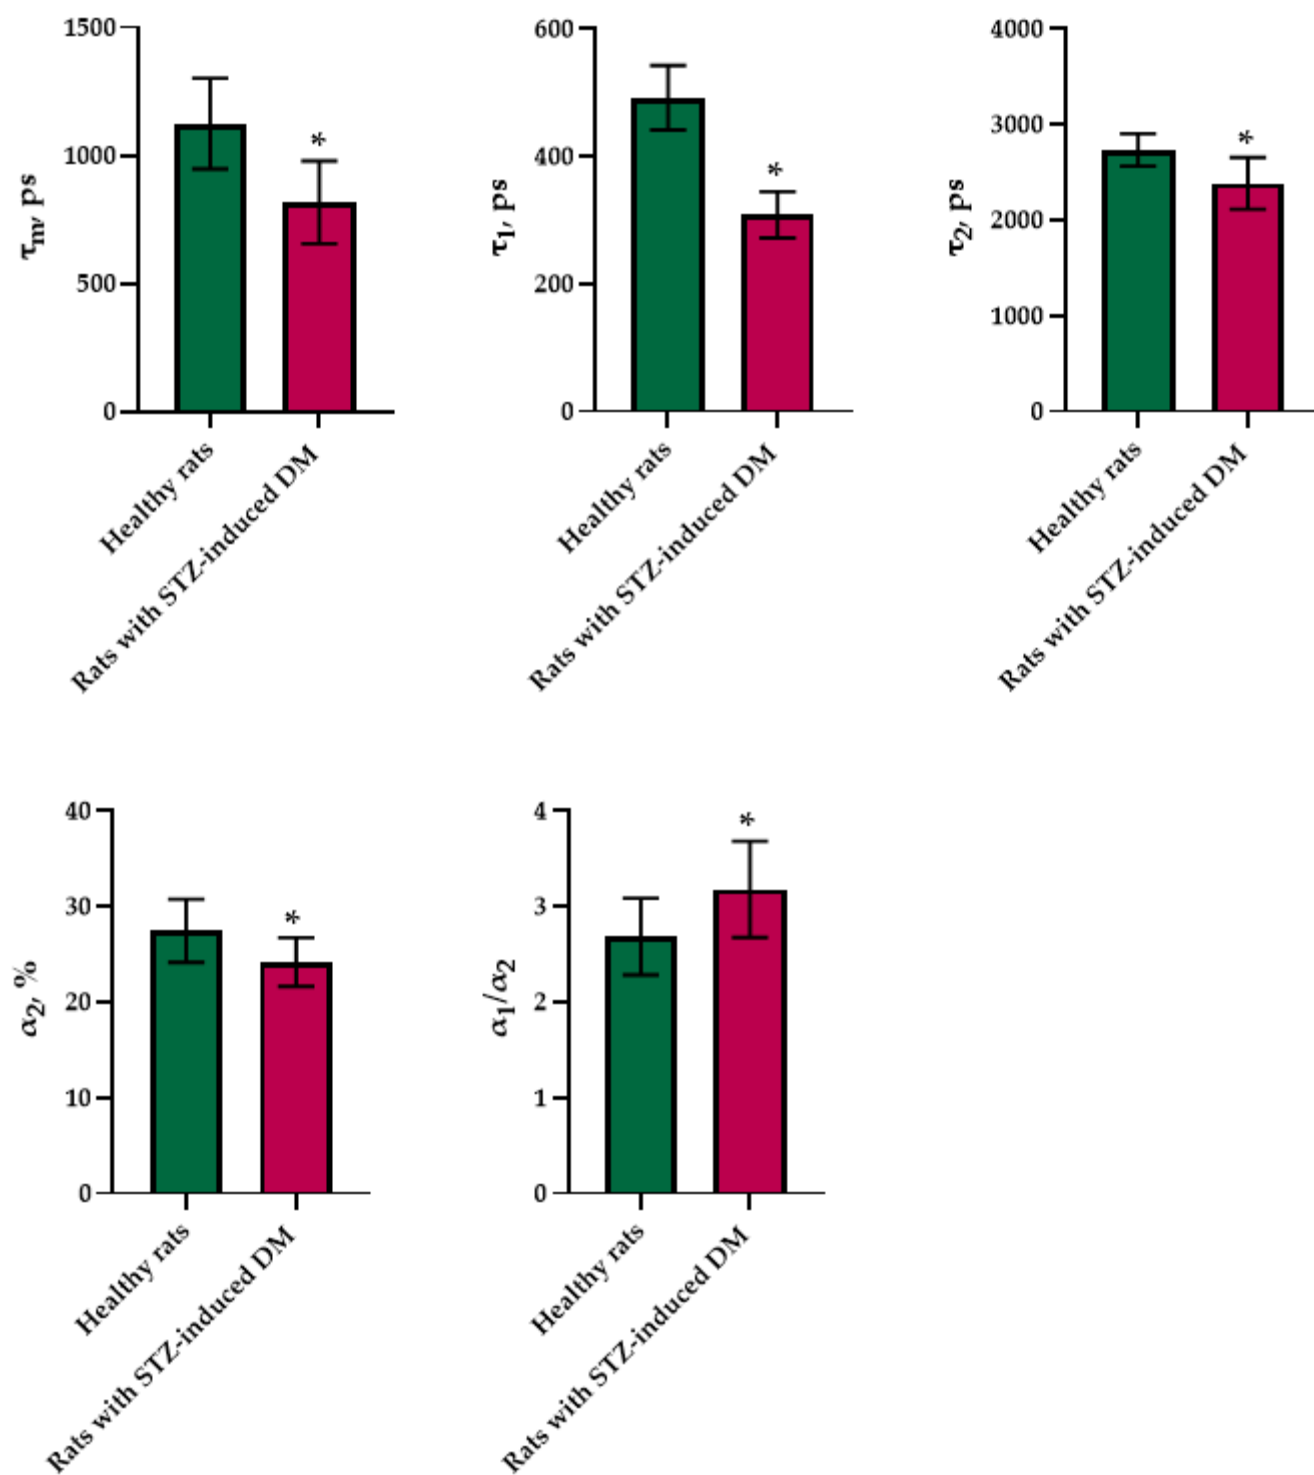 1500
1000
500
0
τm, ps
*
Healthy rats
Rats with STZ-induced DM
600
400
200
0
τ1, ps
*
Healthy rats
Rats with STZ-induced DM
4000
3000
2000
1000
0
τ2, ps
*
Healthy rats
Rats with STZ-induced DM
40
30
20
10
0
α2, %
*
Healthy rats
Rats with STZ-induced DM
4
3
2
1
0
α1/α2
*
Healthy rats
Rats with STZ-induced DM